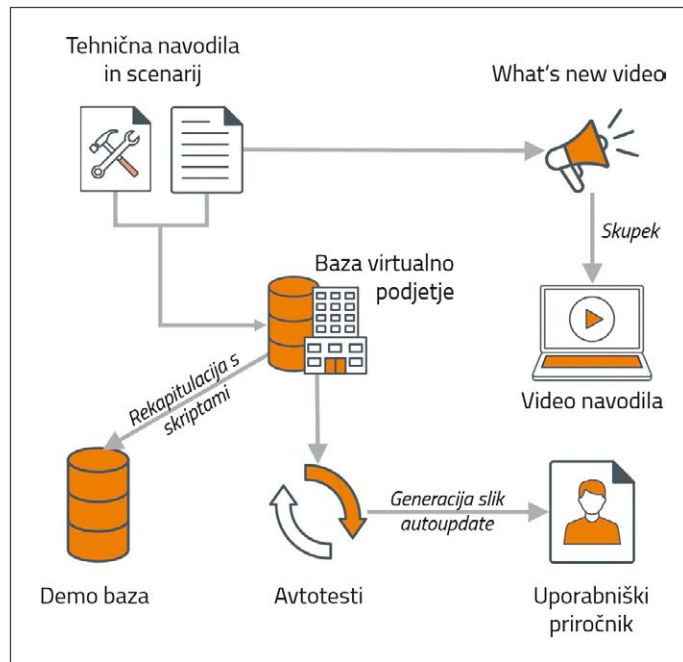 Tehnična navodila
in scenarij
What's new video
Skupek
Baza virtualno
podjetje
Video navodila
Rekapitulacija s
skriptami
Generacija slik
autoupdate
Demo baza
Avtotesti
Uporabniški
priročnik